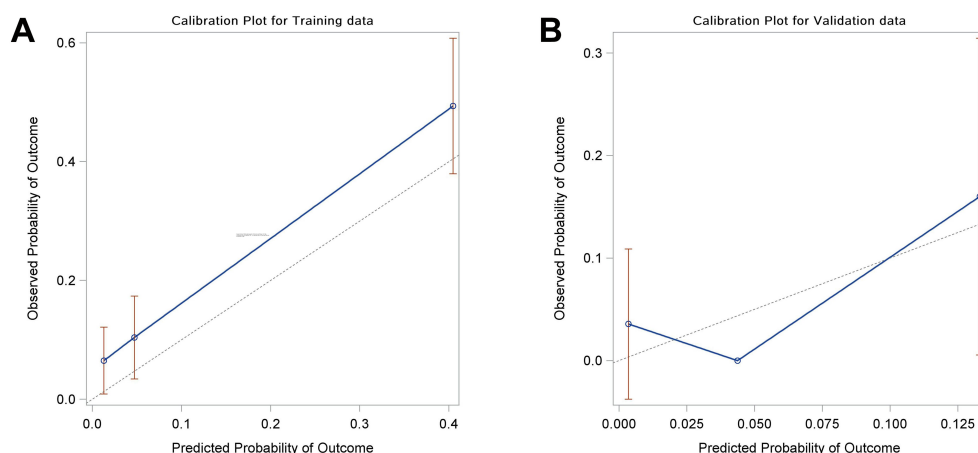 A
Calibration Plot for Training data
Observed Probability of Outcome
0.6
0.4
0.2
0.0
0.0 0.1 0.2 0.3 0.4
Predicted Probability of Outcome
B
Calibration Plot for Validation data
Observed Probability of Outcome
0.3
0.2
0.1
0.0
0.000 0.025 0.050 0.075 0.100 0.125
Predicted Probability of Outcome